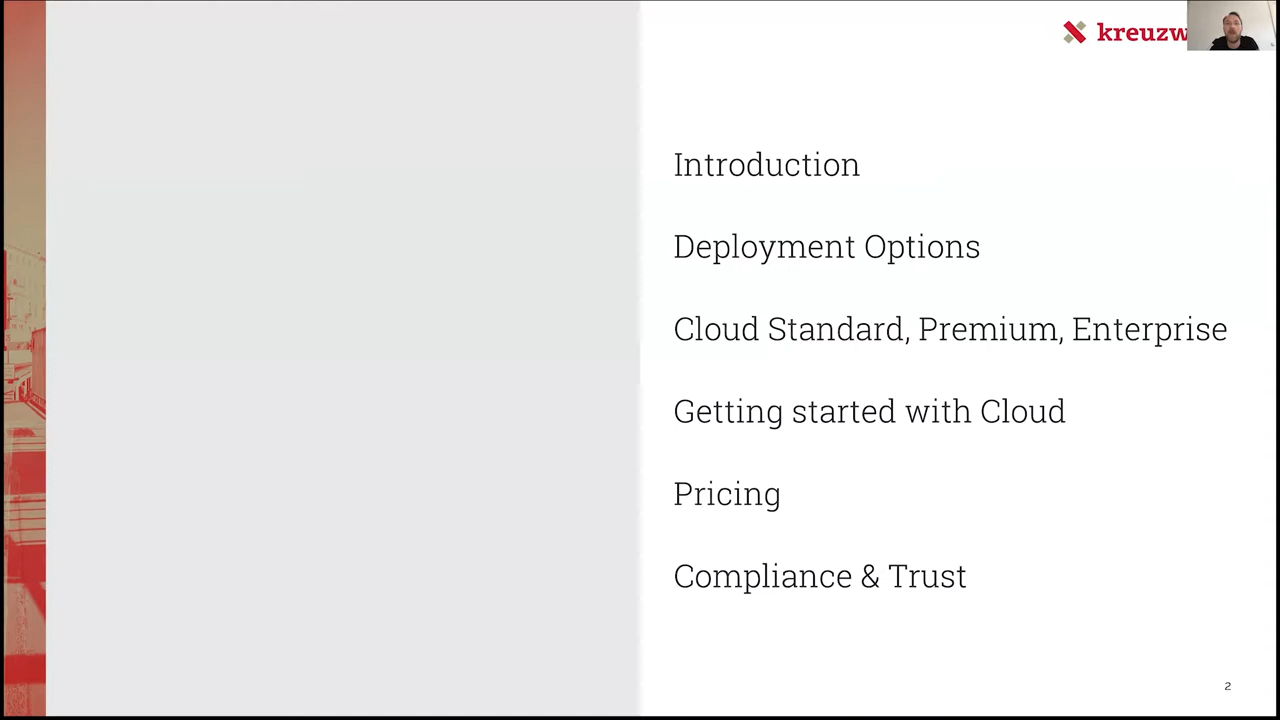 kreuzw
Introduction
Deployment Options
Cloud Standard, Premium, Enterprise
Getting started with Cloud
Pricing
Compliance & Trust
2